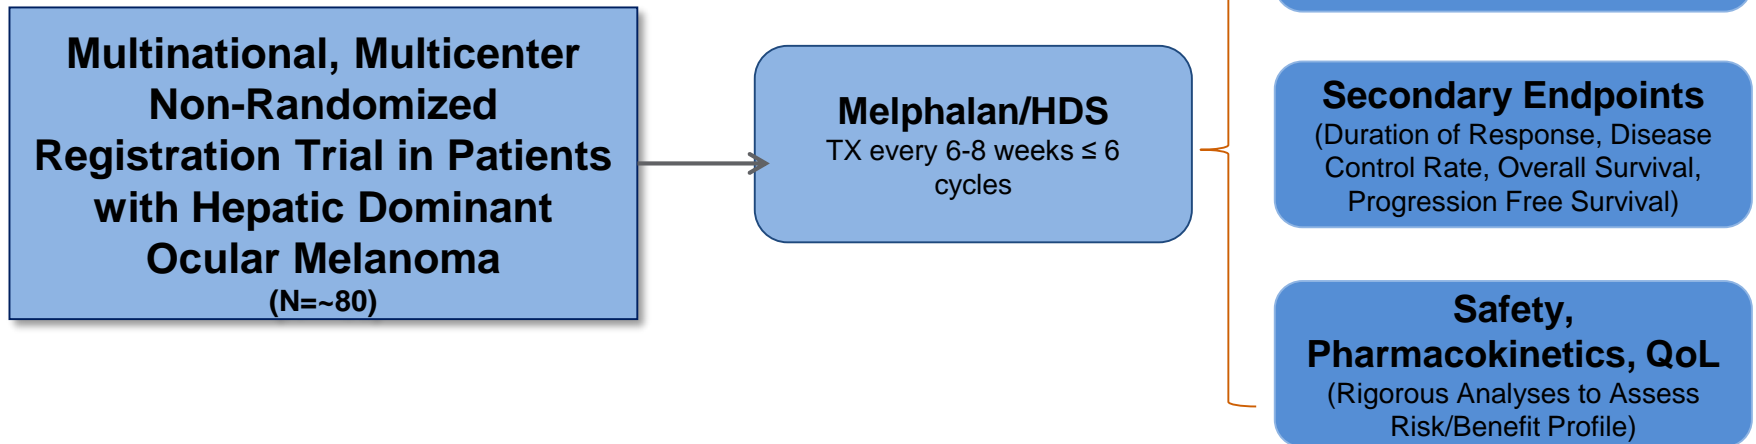 Multinational, Multicenter
Non-Randomized
Registration Trial in Patients
with Hepatic Dominant
Ocular Melanoma
(N=~80)
Melphalan/HDS
TX every 6-8 weeks ≤ 6
cycles
Secondary Endpoints
(Duration of Response, Disease
Control Rate, Overall Survival,
Progression Free Survival)
Safety,
Pharmacokinetics, QoL
(Rigorous Analyses to Assess
Risk/Benefit Profile)